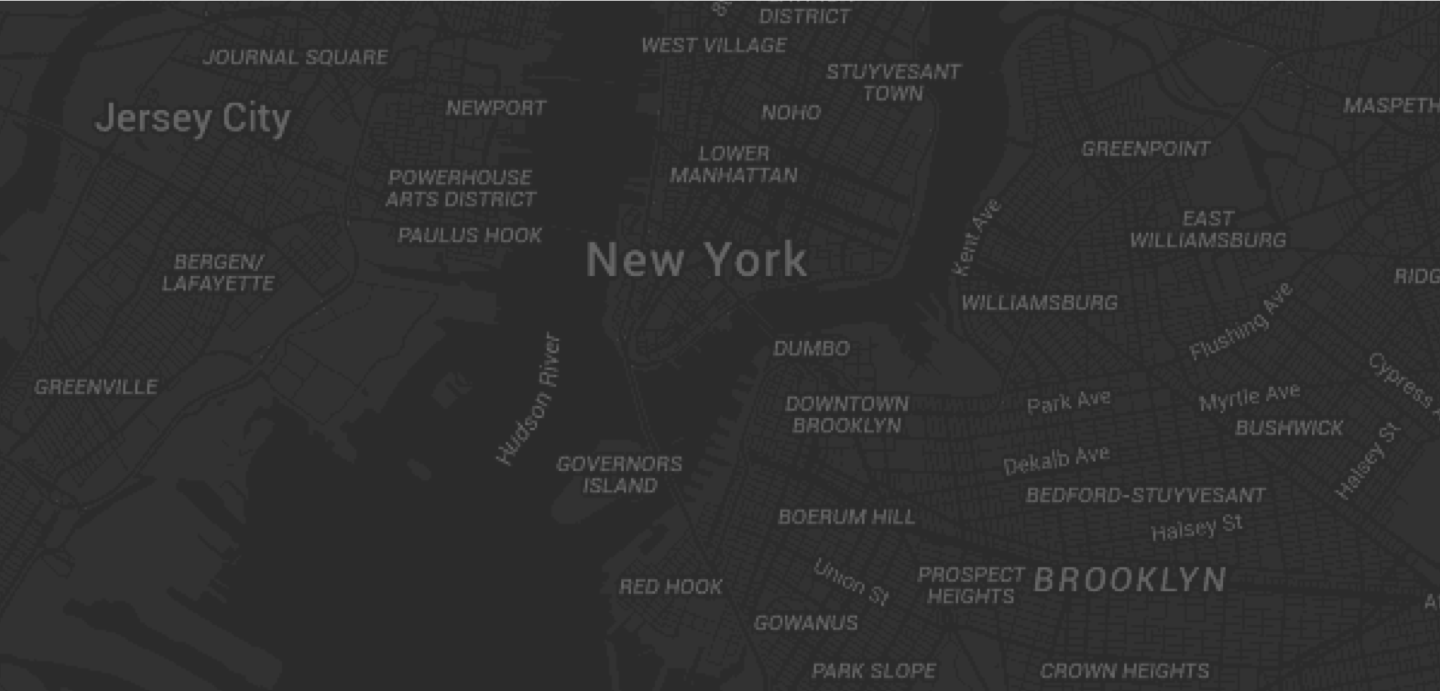 DISTRICT
WEST VILLAGE
JOURNAL SQUARE
STUYVESANT
TOWN
NEWPORT
NOHO
MASPETH
Jersey City
GREENPOINT
LOWER
MANHATTAN
POWERHOUSE
ARTS DISTRICT
Kent Ave
EAST
WILLIAMSBURG
PAULUS HOOK
New York
BERGEN/
LAFAYETTE
RIDG
WILLIAMSBURG
Flushing Ave
DUMBO
Hudson River
GREENVILLE
Cypress
Park Ave
Myrtle Ave
DOWNTOWN
BROOKLYN
BUSHWICK
Halsey St
Dekalb Ave
GOVERNORS
ISLAND
BEDFORD-STUYVESANT
BOERUM HILL
Halsey St
Union St
PROSPECT
HEIGHTS
BROOKLYN
RED HOOK
GOWANUS
PARK SLOPE
CROWN HEIGHTS